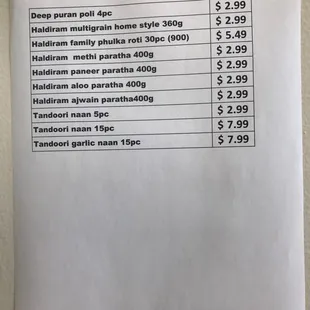 Deep puran poli 4pc $ 2.99
Haldiram multigrain home style 360g $ 2.99
Haldiram family phulka roti 30pc (900) $ 5.49
Haldiram methi paratha 400g $ 2.99
Haldiram paneer paratha 400g $ 2.99
Haldiram aloo paratha 400g $ 2.99
Haldiram ajwain paratha400g $ 2.99
Tandoori naan 5pc $ 2.99
Tandoori naan 15pc $ 7.99
Tandoori garlic naan 15pc $ 7.99